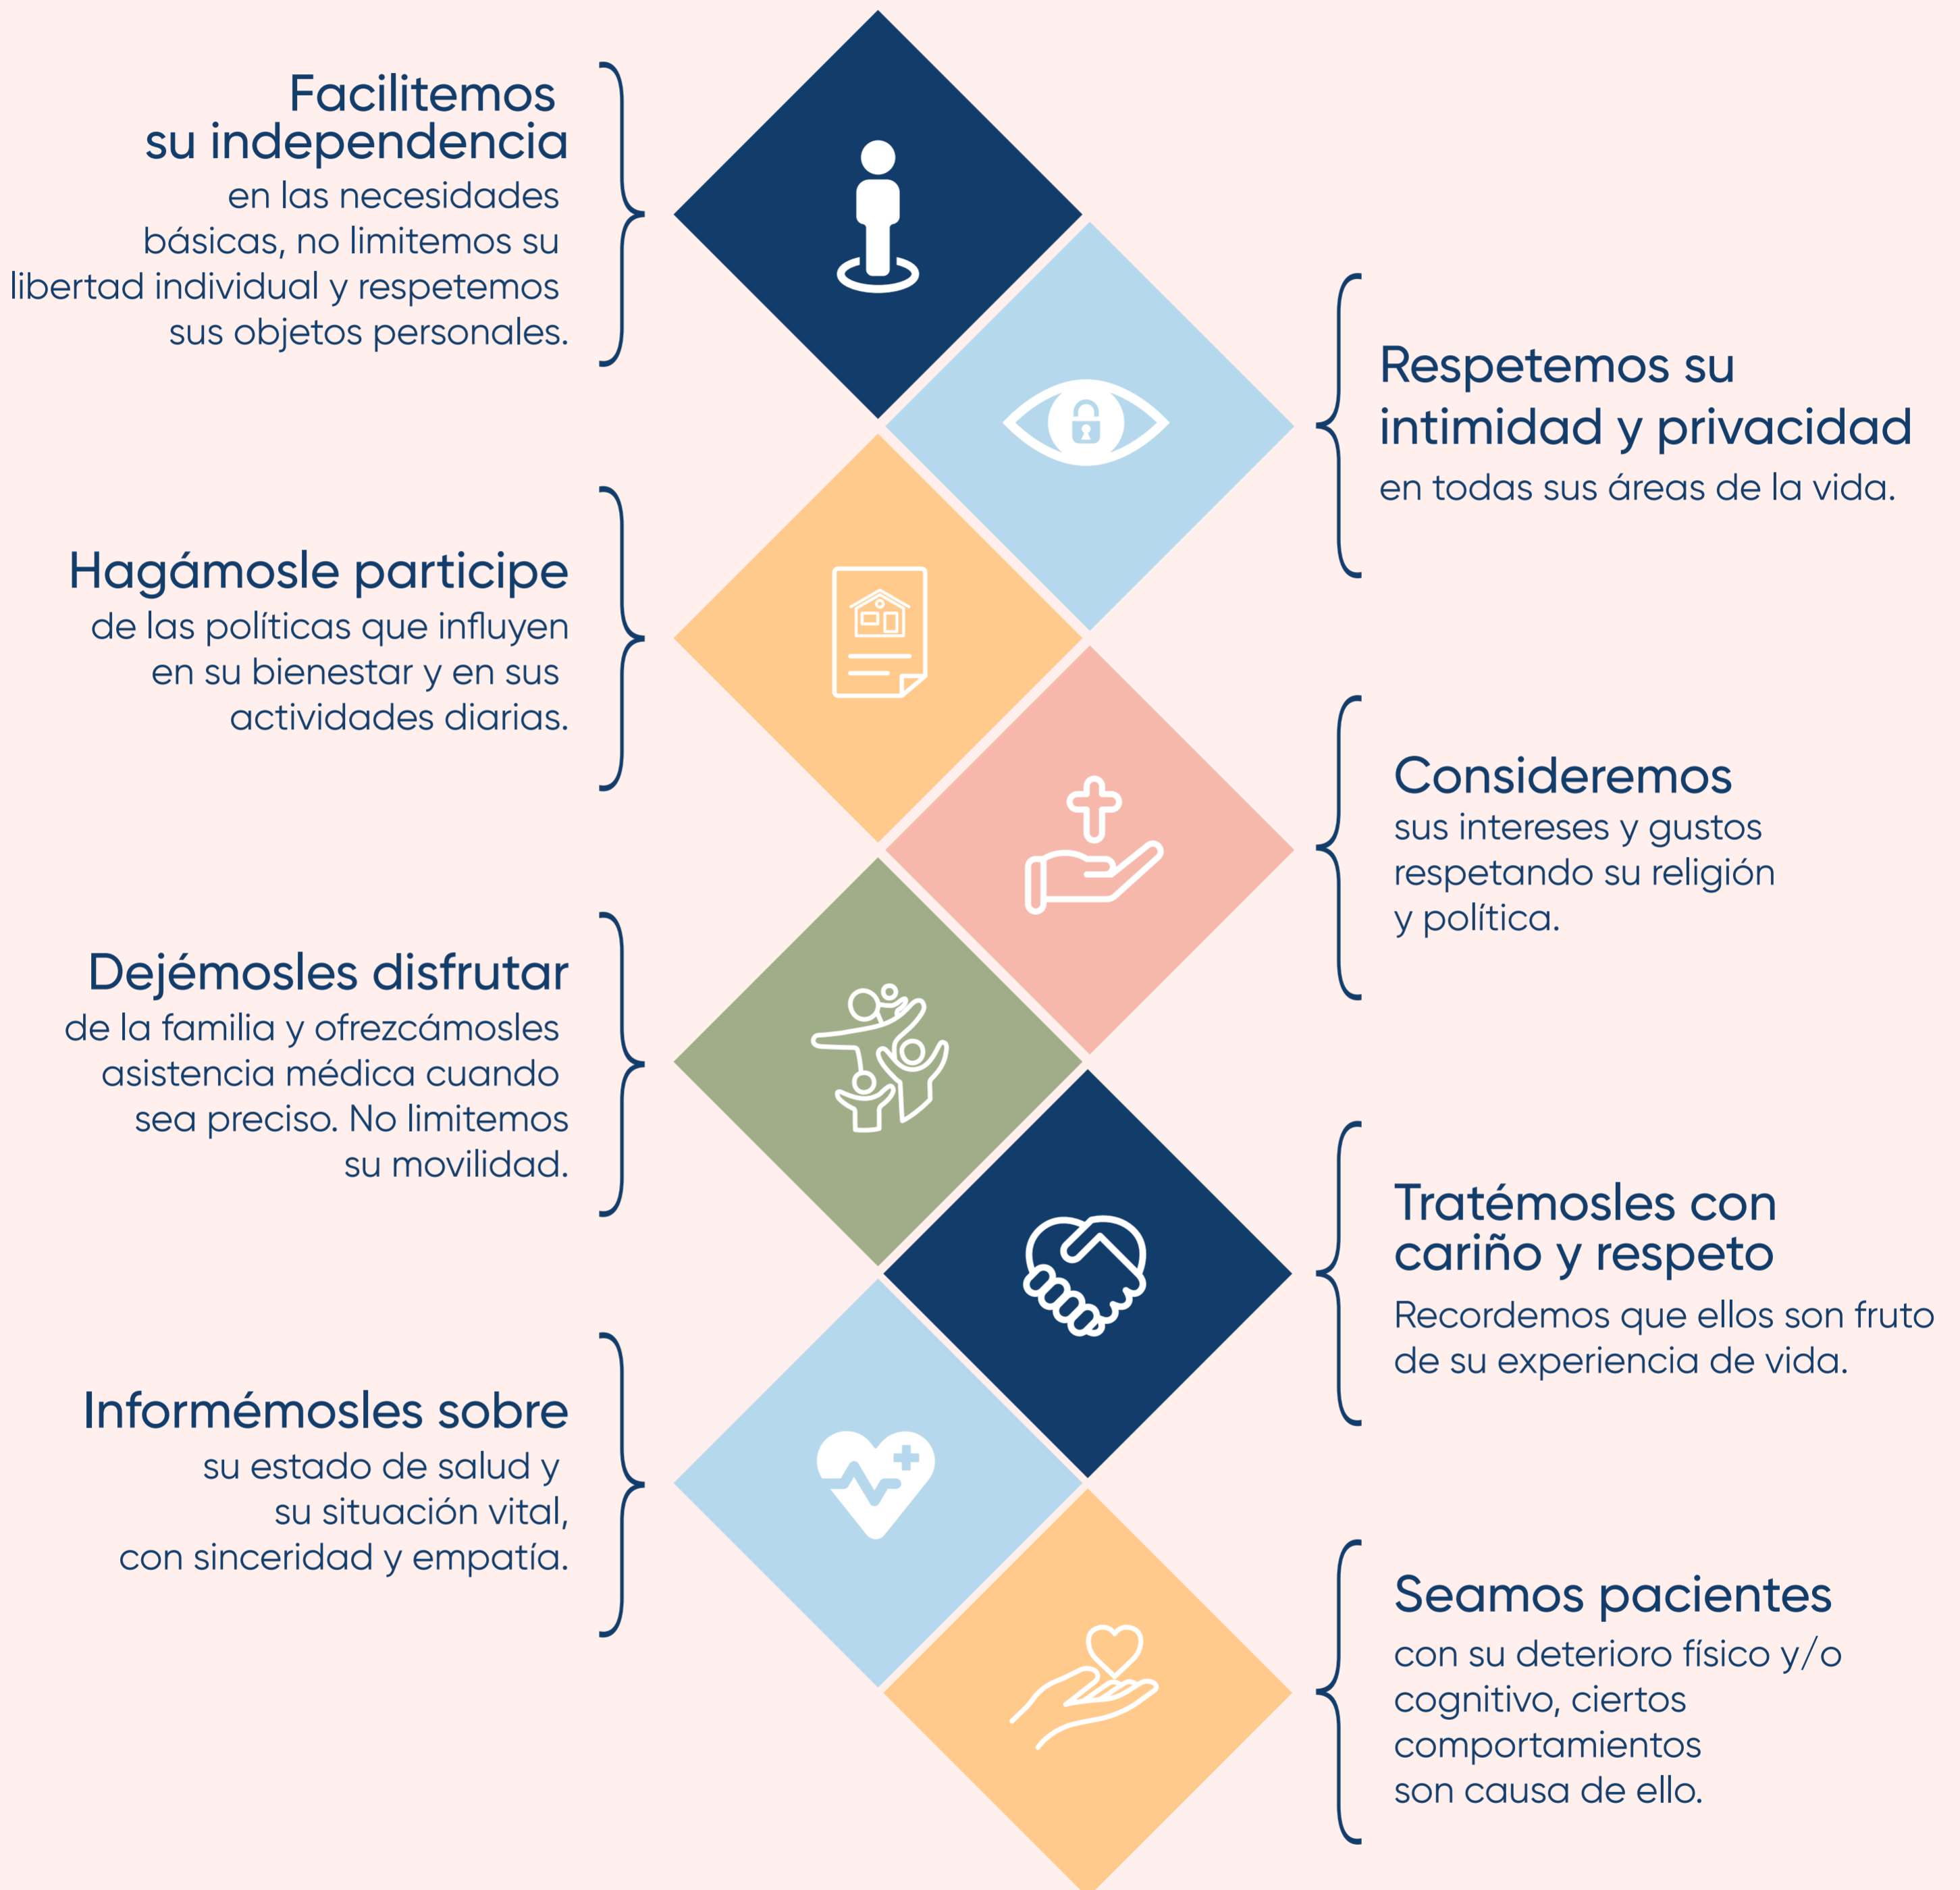 Facilitemos
su independencia
en las necesidades
básicas, no limitemos su
libertad individual y respetemos
sus objetos personales.
Respetemos su
intimidad y privacidad
en todas sus áreas de la vida.
Hagámosle participe
de las políticas que influyen
en su bienestar y en sus
actividades diarias.
Consideremos
sus intereses y gustos
respetando su religión
y política.
Dejémosles disfrutar
de la familia y ofrezcámosles
asistencia médica cuando
sea preciso. No limitemos
su movilidad.
Tratémosles con
cariño y respeto
Recordemos que ellos son fruto
de su experiencia de vida.
Informémosles sobre
su estado de salud y
su situación vital,
con sinceridad y empatía.
Seamos pacientes
con su deterioro físico y/o
cognitivo, ciertos
comportamientos
son causa de ello.